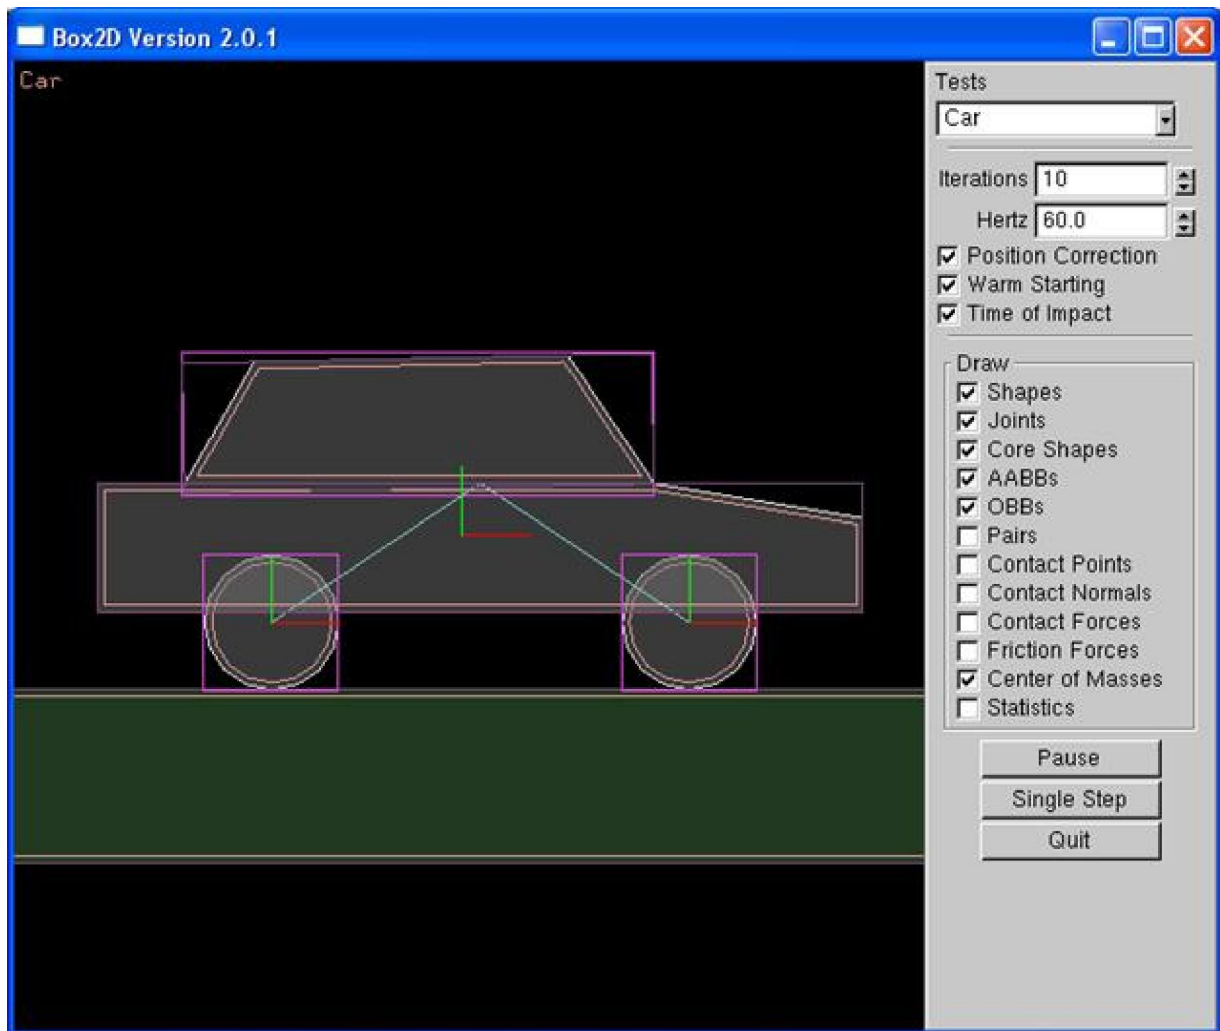 Box2D Version 2.0.1
Car
Tests
Car
Iterations 10
Hertz 60.0
Position Correction
Warm Starting
Time of Impact
Draw
Shapes
Joints
Core Shapes
AABBs
OBBs
Pairs
Contact Points
Contact Normals
Contact Forces
Friction Forces
Center of Masses
Statistics
Pause
Single Step
Quit